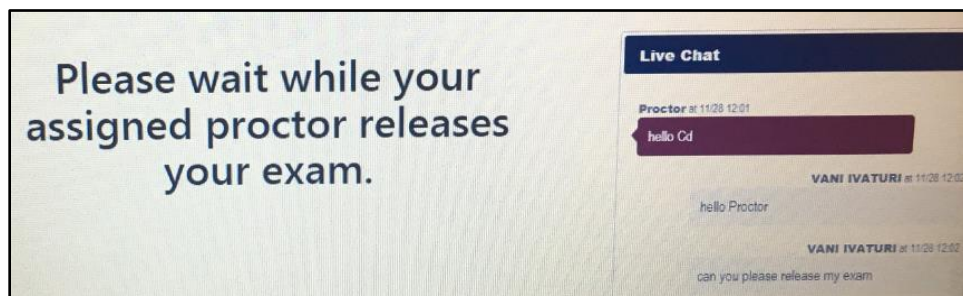 Please wait while your
assigned proctor releases
your exam.
Live Chat
Proctor at 11/28 12:01
hello Cd
VANI IVATURI at 11/28 12:02
hello Proctor
VANI IVATURI at 11/28 12:02
can you please release my exam